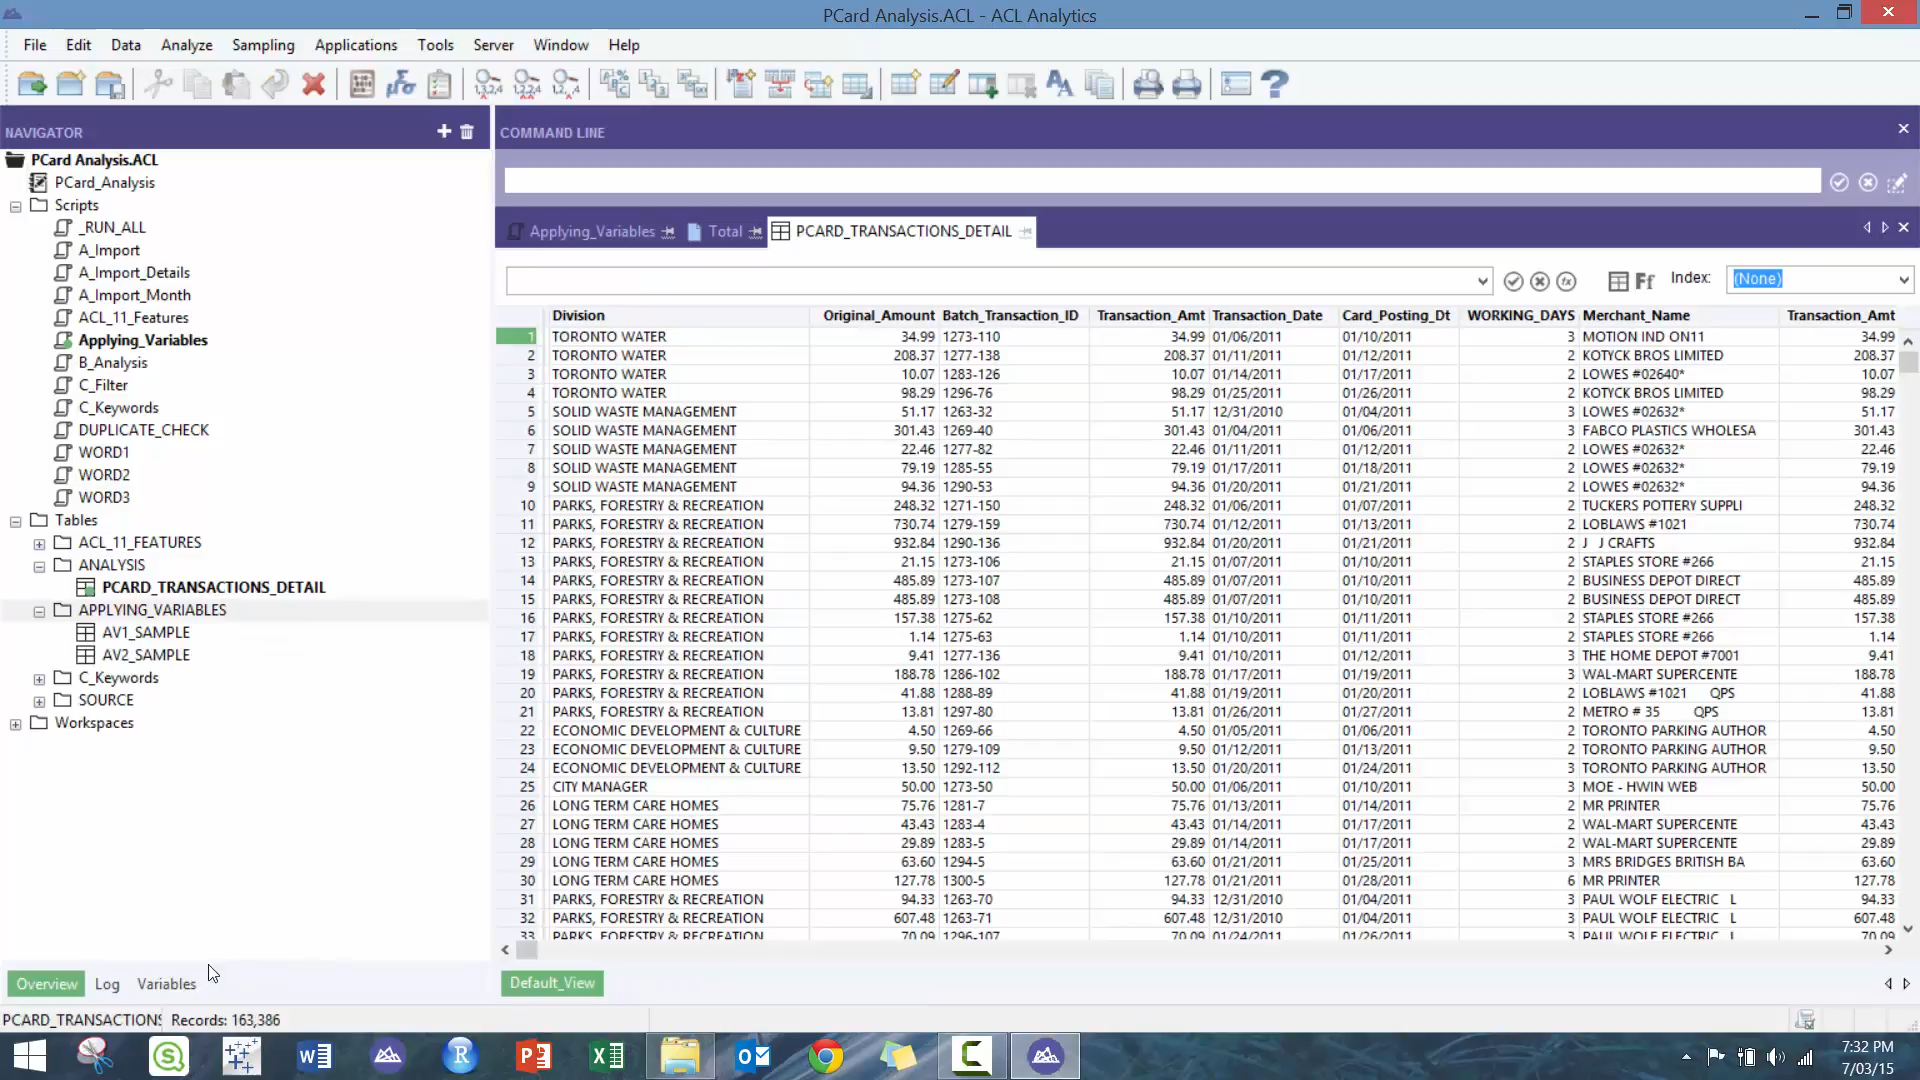 PCard Analysis.ACL - ACL Analytics
File Edit Data Analyze Sampling Applications Tools Server Window Help
NAVIGATOR
PCard Analysis.ACL
PCard_Analysis
Scripts
_RUN_ALL
A_Import
A_Import_Details
A_Import_Month
ACL_11_Features
Applying_Variables
B_Analysis
C_Filter
C_Keywords
DUPLICATE_CHECK
WORD1
WORD2
WORD3
Tables
ACL_11_FEATURES
ANALYSIS
PCARD_TRANSACTIONS_DETAIL
APPLYING_VARIABLES
AV1_SAMPLE
AV2_SAMPLE
C_Keywords
SOURCE
Workspaces
Overview Log Variables
COMMAND LINE
Applying_Variables Total PCARD_TRANSACTIONS_DETAIL
Ff Index: (None)
Division Original_Amount Batch_Transaction_ID Transaction_Amt Transaction_Date Card_Posting_Dt WORKING_DAYS Merchant_Name Transaction_Amt
1 TORONTO WATER 34.99 1273-110 34.99 01/06/2011 01/10/2011 3 MOTION IND ON11 34.99
2 TORONTO WATER 208.37 1277-138 208.37 01/11/2011 01/12/2011 2 KOTYCK BROS LIMITED 208.37
3 TORONTO WATER 10.07 1283-126 10.07 01/14/2011 01/17/2011 2 LOWES #02640* 10.07
4 TORONTO WATER 98.29 1296-76 98.29 01/25/2011 01/26/2011 2 KOTYCK BROS LIMITED 98.29
5 SOLID WASTE MANAGEMENT 51.17 1263-32 51.17 12/31/2010 01/04/2011 3 LOWES #02632* 51.17
6 SOLID WASTE MANAGEMENT 301.43 1269-40 301.43 01/04/2011 01/06/2011 3 FABCO PLASTICS WHOLESA 301.43
7 SOLID WASTE MANAGEMENT 22.46 1277-82 22.46 01/11/2011 01/12/2011 2 LOWES #02632* 22.46
8 SOLID WASTE MANAGEMENT 79.19 1285-55 79.19 01/17/2011 01/18/2011 2 LOWES #02632* 79.19
9 SOLID WASTE MANAGEMENT 94.36 1290-53 94.36 01/20/2011 01/21/2011 2 LOWES #02632* 94.36
10 PARKS, FORESTRY & RECREATION 248.32 1271-150 248.32 01/06/2011 01/07/2011 2 TUCKERS POTTERY SUPPLI 248.32
11 PARKS, FORESTRY & RECREATION 730.74 1279-159 730.74 01/12/2011 01/13/2011 2 LOBLAWS #1021 730.74
12 PARKS, FORESTRY & RECREATION 932.84 1290-136 932.84 01/20/2011 01/21/2011 2 J J CRAFTS 932.84
13 PARKS, FORESTRY & RECREATION 21.15 1273-106 21.15 01/07/2011 01/10/2011 2 STAPLES STORE #266 21.15
14 PARKS, FORESTRY & RECREATION 485.89 1273-107 485.89 01/07/2011 01/10/2011 2 BUSINESS DEPOT DIRECT 485.89
15 PARKS, FORESTRY & RECREATION 485.89 1273-108 485.89 01/07/2011 01/10/2011 2 BUSINESS DEPOT DIRECT 485.89
16 PARKS, FORESTRY & RECREATION 157.38 1275-62 157.38 01/10/2011 01/11/2011 2 STAPLES STORE #266 157.38
17 PARKS, FORESTRY & RECREATION 1.14 1275-63 1.14 01/10/2011 01/11/2011 2 STAPLES STORE #266 1.14
18 PARKS, FORESTRY & RECREATION 9.41 1277-136 9.41 01/10/2011 01/12/2011 3 THE HOME DEPOT #7001 9.41
19 PARKS, FORESTRY & RECREATION 188.78 1286-102 188.78 01/17/2011 01/19/2011 3 WAL-MART SUPERCENTE 188.78
20 PARKS, FORESTRY & RECREATION 41.88 1288-89 41.88 01/19/2011 01/20/2011 2 LOBLAWS #1021 QPS 41.88
21 PARKS, FORESTRY & RECREATION 13.81 1297-80 13.81 01/26/2011 01/27/2011 2 METRO # 35 QPS 13.81
22 ECONOMIC DEVELOPMENT & CULTURE 4.50 1269-66 4.50 01/05/2011 01/06/2011 2 TORONTO PARKING AUTHOR 4.50
23 ECONOMIC DEVELOPMENT & CULTURE 9.50 1279-109 9.50 01/12/2011 01/13/2011 2 TORONTO PARKING AUTHOR 9.50
24 ECONOMIC DEVELOPMENT & CULTURE 13.50 1292-112 13.50 01/20/2011 01/24/2011 3 TORONTO PARKING AUTHOR 13.50
25 CITY MANAGER 50.00 1273-50 50.00 01/06/2011 01/10/2011 3 MOE - HWIN WEB 50.00
26 LONG TERM CARE HOMES 75.76 1281-7 75.76 01/13/2011 01/14/2011 2 MR PRINTER 75.76
27 LONG TERM CARE HOMES 43.43 1283-4 43.43 01/14/2011 01/17/2011 2 WAL-MART SUPERCENTE 43.43
28 LONG TERM CARE HOMES 29.89 1283-5 29.89 01/14/2011 01/17/2011 2 WAL-MART SUPERCENTE 29.89
29 LONG TERM CARE HOMES 63.60 1294-5 63.60 01/21/2011 01/25/2011 3 MRS BRIDGES BRITISH BA 63.60
30 LONG TERM CARE HOMES 127.78 1300-5 127.78 01/21/2011 01/28/2011 6 MR PRINTER 127.78
31 PARKS, FORESTRY & RECREATION 94.33 1263-70 94.33 12/31/2010 01/04/2011 3 PAUL WOLF ELECTRIC L 94.33
32 PARKS, FORESTRY & RECREATION 607.48 1263-71 607.48 12/31/2010 01/04/2011 3 PAUL WOLF ELECTRIC L 607.48
33 PARKS, FORESTRY & RECREATION 70.09 1296-107 70.09 01/24/2011 01/26/2011 3 PAUL WOLF ELECTRIC L 70.09
Default_View
PCARD_TRANSACTIONS Records: 163,386
7:32 PM
7/03/15